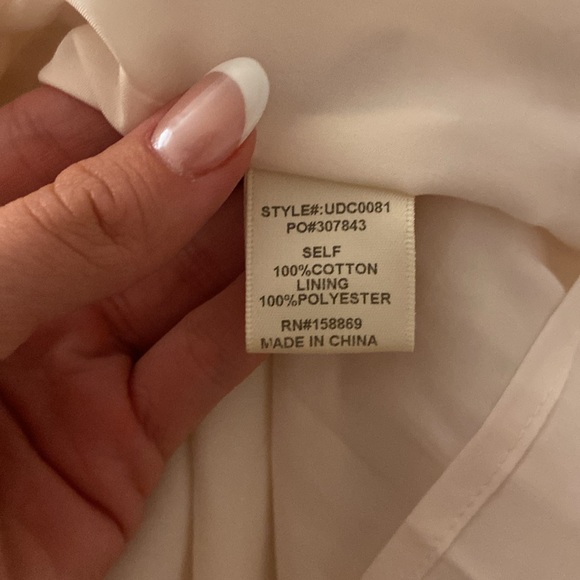 STYLE#:UDC0081
PO#307843
SELF
100%COTTON
LINING
100%POLYESTER
RN#158869
MADE IN CHINA